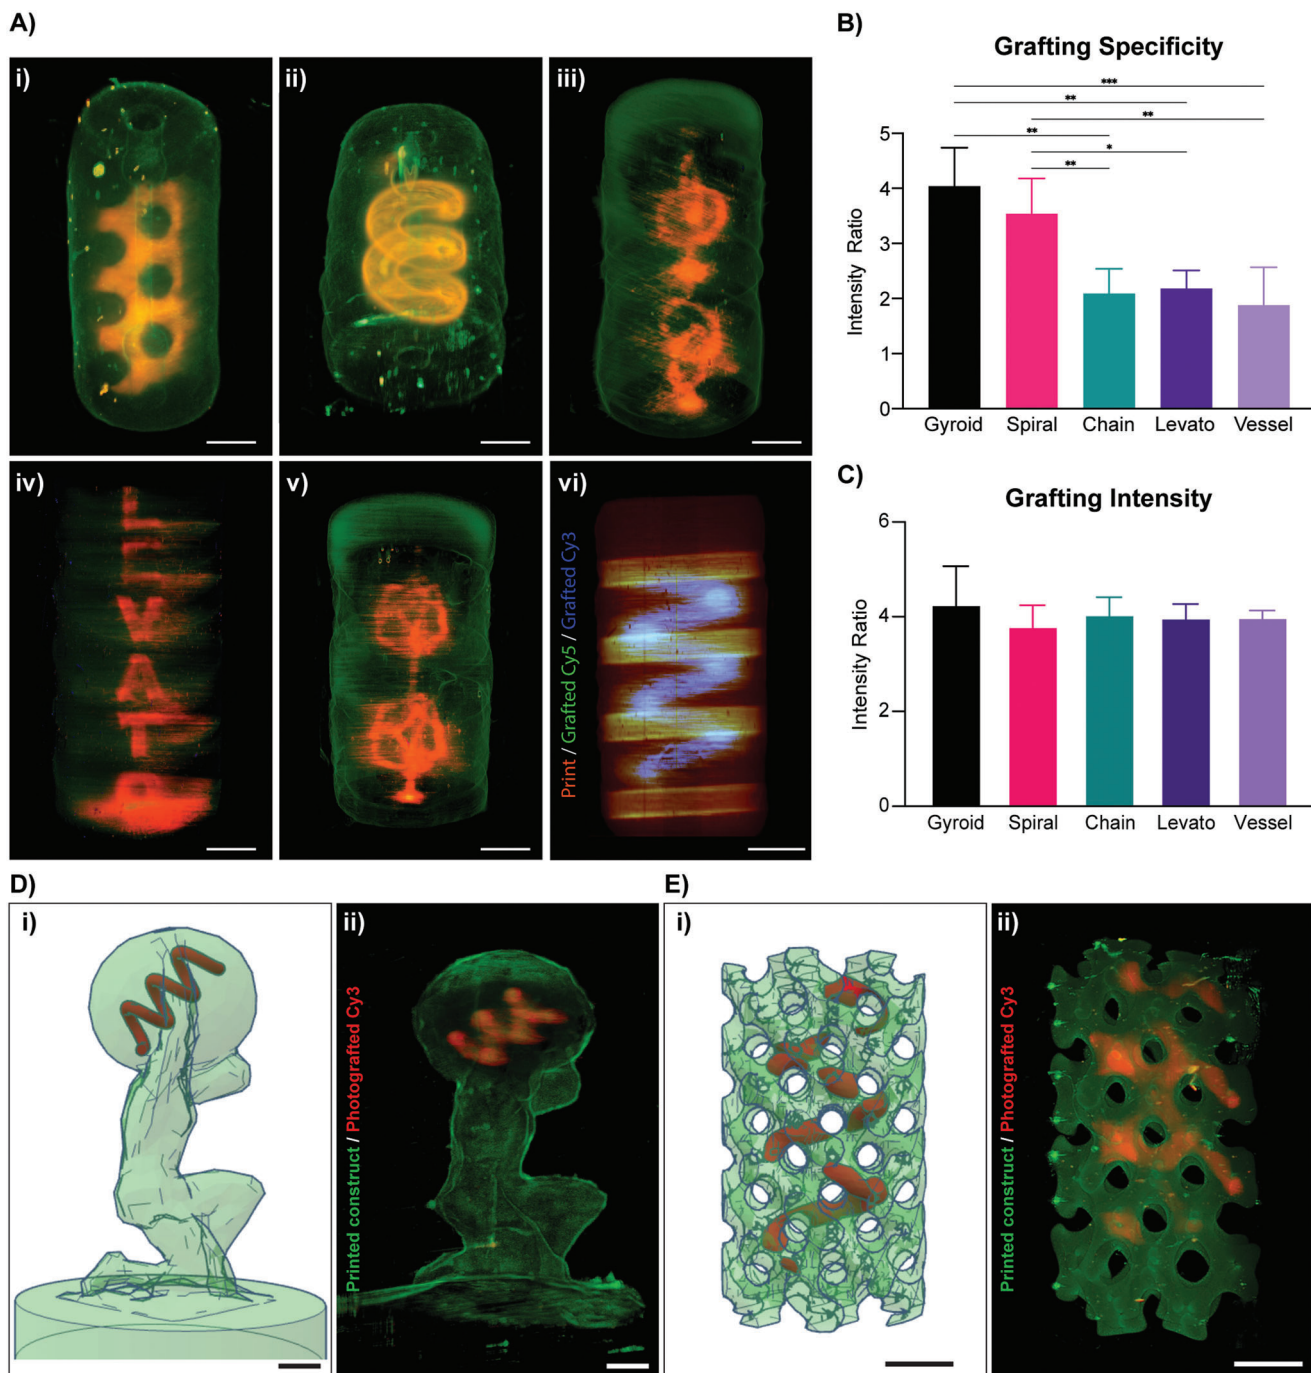 A)
i)
ii)
iii)
iv)
v)
vi)
Print / Grafted Cy5 / Grafted Cy3
LEVATO
B)
Grafting Specificity
***
**
**
**
*
**
Intensity Ratio
5
4
3
2
1
0
Gyroid Spiral Chain Levato Vessel
C)
Grafting Intensity
Intensity Ratio
6
4
2
0
Gyroid Spiral Chain Levato Vessel
D)
i)
ii)
Printed construct / Photografted Cy3
E)
i)
ii)
Printed construct / Photografted Cy3